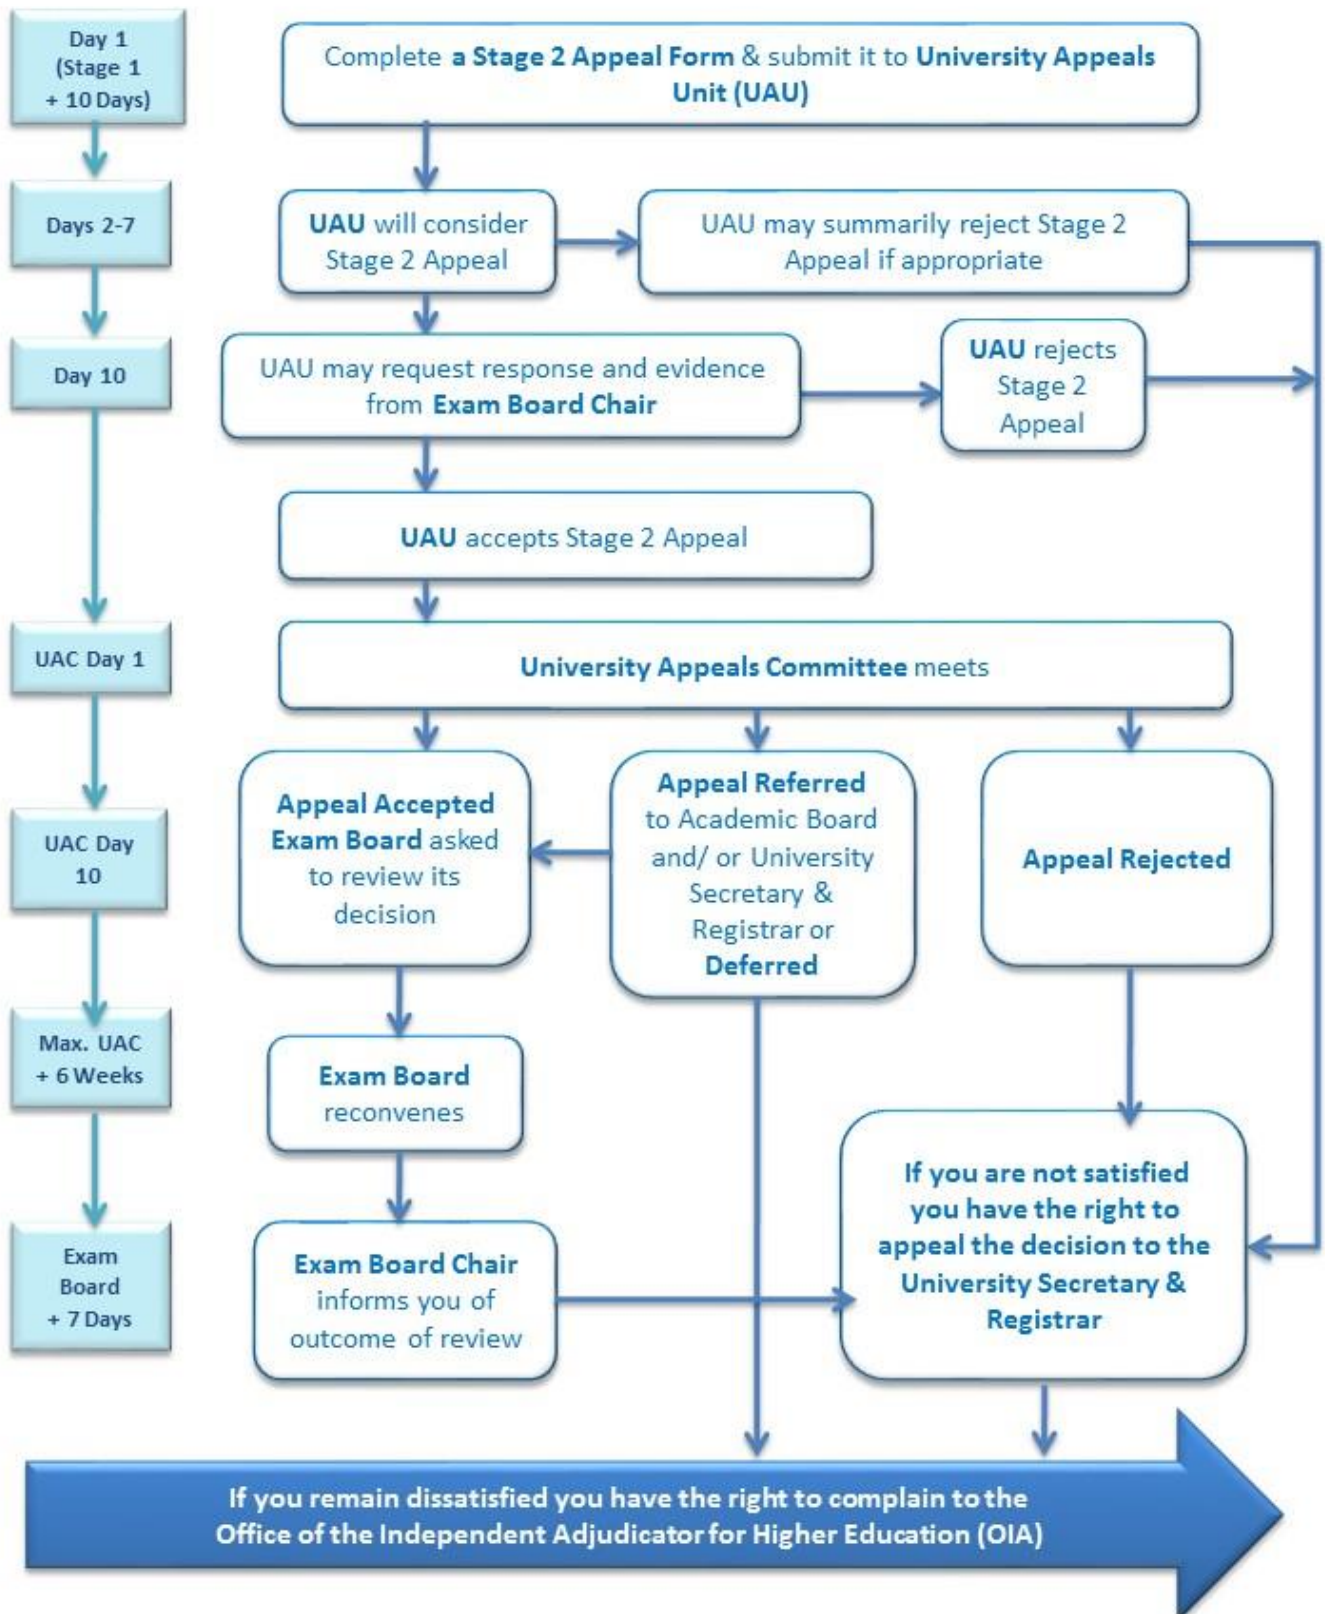 Day 1
(Stage 1
+ 10 Days)
Complete a Stage 2 Appeal Form & submit it to University Appeals
Unit (UAU)
Days 2-7
UAU will consider
Stage 2 Appeal
UAU may summarily reject Stage 2
Appeal if appropriate
Day 10
UAU may request response and evidence
from Exam Board Chair
UAU rejects
Stage 2
Appeal
UAU accepts Stage 2 Appeal
UAC Day 1
University Appeals Committee meets
UAC Day
10
Appeal Accepted
Exam Board asked
to review its
decision
Appeal Referred
to Academic Board
and/ or University
Secretary &
Registrar or
Deferred
Appeal Rejected
Max. UAC
+ 6 Weeks
Exam Board
reconvenes
If you are not satisfied
you have the right to
appeal the decision to the
University Secretary &
Registrar
Exam
Board
+ 7 Days
Exam Board Chair
informs you of
outcome of review
If you remain dissatisfied you have the right to complain to the
Office of the Independent Adjudicator for Higher Education (OIA)